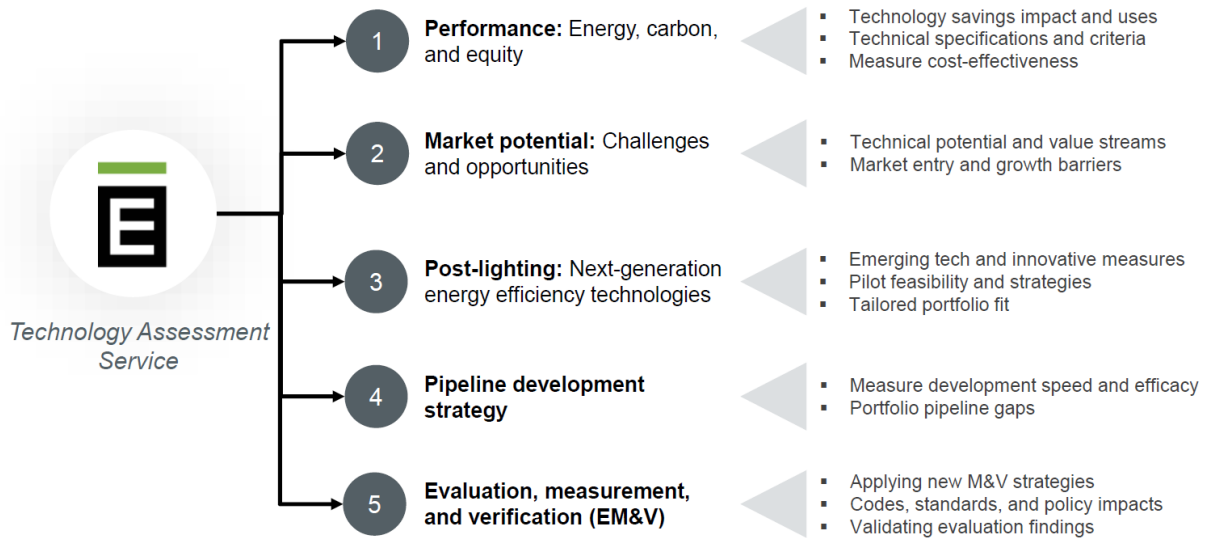 Technology Assessment
Service
1
Performance: Energy, carbon,
and equity
▪ Technology savings impact and uses
▪ Technical specifications and criteria
▪ Measure cost-effectiveness
2
Market potential: Challenges
and opportunities
▪ Technical potential and value streams
▪ Market entry and growth barriers
3
Post-lighting: Next-generation
energy efficiency technologies
▪ Emerging tech and innovative measures
▪ Pilot feasibility and strategies
▪ Tailored portfolio fit
4
Pipeline development
strategy
▪ Measure development speed and efficacy
▪ Portfolio pipeline gaps
5
Evaluation, measurement,
and verification (EM&V)
▪ Applying new M&V strategies
▪ Codes, standards, and policy impacts
▪ Validating evaluation findings